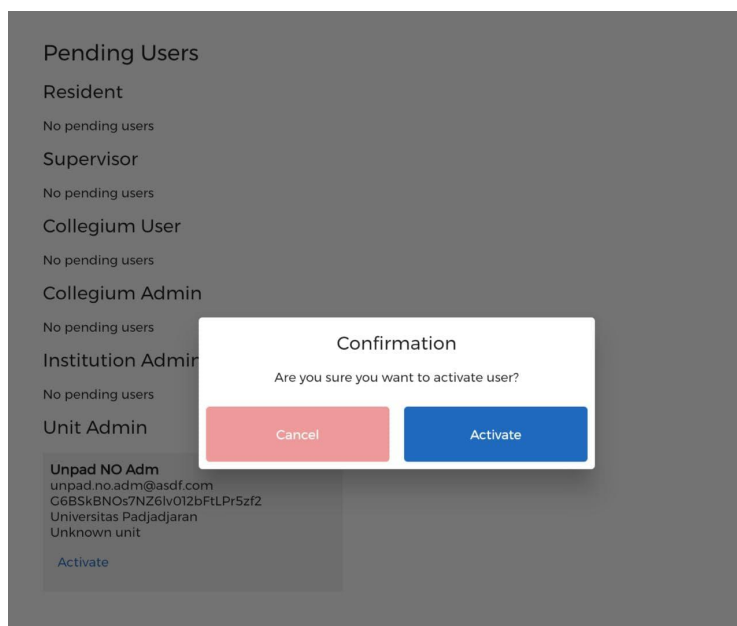 Pending Users
Resident
No pending users
Supervisor
No pending users
Collegium User
No pending users
Collegium Admin
No pending users
Institution Admin
No pending users
Unit Admin
Unpad NO Adm
unpad.no.adm@asdf.com
G6BSkBNOs7NZ6lv012bFtLPr5zf2
Universitas Padjadjaran
Unknown unit
Activate
Confirmation
Are you sure you want to activate user?
Cancel
Activate